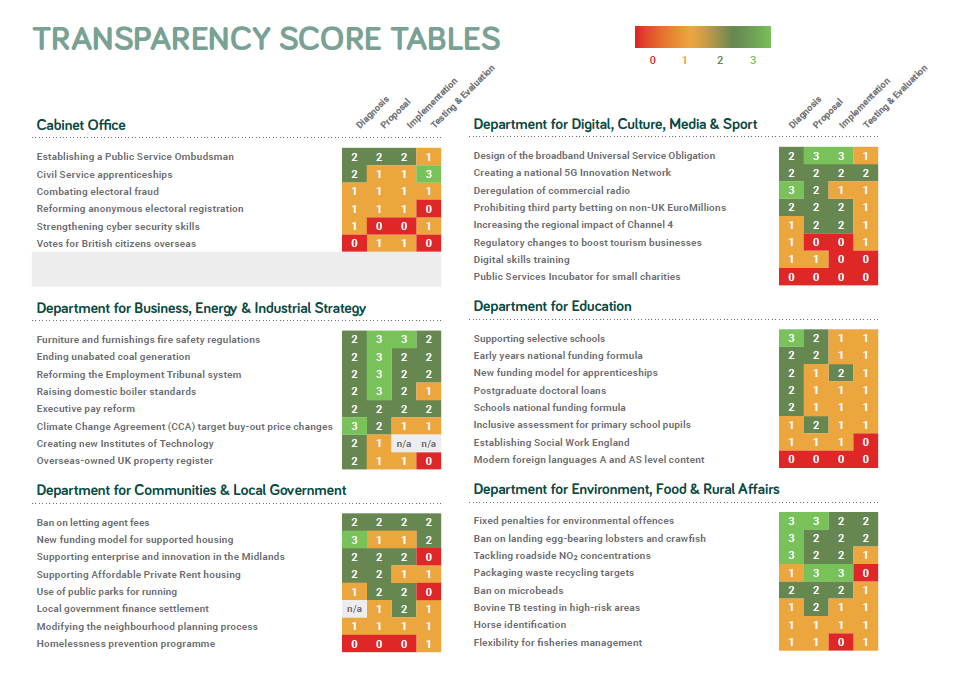 TRANSPARENCY SCORE TABLES
0 1 2 3
Cabinet Office
Diagnosis Proposal Implementation Testing & Evaluation
Establishing a Public Service Ombudsman 2 2 2 1
Civil Service apprenticeships 2 1 1 3
Combating electoral fraud 1 1 1 1
Reforming anonymous electoral registration 1 1 1 0
Strengthening cyber security skills 1 0 0 1
Votes for British citizens overseas 0 1 1 0
Department for Business, Energy & Industrial Strategy
Furniture and furnishings fire safety regulations 2 3 3 2
Ending unabated coal generation 2 3 2 2
Reforming the Employment Tribunal system 2 3 2 2
Raising domestic boiler standards 2 3 2 1
Executive pay reform 2 2 2 2
Climate Change Agreement (CCA) target buy-out price changes 3 2 1 1
Creating new Institutes of Technology 2 1 n/a n/a
Overseas-owned UK property register 2 1 1 0
Department for Communities & Local Government
Ban on letting agent fees 2 2 2 2
New funding model for supported housing 3 1 1 2
Supporting enterprise and innovation in the Midlands 2 2 2 0
Supporting Affordable Private Rent housing 2 2 1 1
Use of public parks for running 1 2 2 0
Local government finance settlement n/a 1 2 1
Modifying the neighbourhood planning process 1 1 1 1
Homelessness prevention programme 0 0 0 1
Department for Digital, Culture, Media & Sport
Diagnosis Proposal Implementation Testing & Evaluation
Design of the broadband Universal Service Obligation 2 3 3 1
Creating a national 5G Innovation Network 2 2 2 2
Deregulation of commercial radio 3 2 1 1
Prohibiting third party betting on non-UK EuroMillions 2 2 2 1
Increasing the regional impact of Channel 4 1 2 2 1
Regulatory changes to boost tourism businesses 1 0 0 1
Digital skills training 1 1 0 0
Public Services Incubator for small charities 0 0 0 0
Department for Education
Supporting selective schools 3 2 1 1
Early years national funding formula 2 2 1 1
New funding model for apprenticeships 2 1 2 1
Postgraduate doctoral loans 2 1 1 1
Schools national funding formula 2 1 1 1
Inclusive assessment for primary school pupils 1 2 1 1
Establishing Social Work England 1 1 1 0
Modern foreign languages A and AS level content 0 0 0 0
Department for Environment, Food & Rural Affairs
Fixed penalties for environmental offences 3 3 2 2
Ban on landing egg-bearing lobsters and crawfish 3 2 2 2
Tackling roadside NO₂ concentrations 3 2 2 1
Packaging waste recycling targets 1 3 3 0
Ban on microbeads 2 2 2 1
Bovine TB testing in high-risk areas 1 2 1 1
Horse identification 1 1 1 1
Flexibility for fisheries management 1 1 0 1